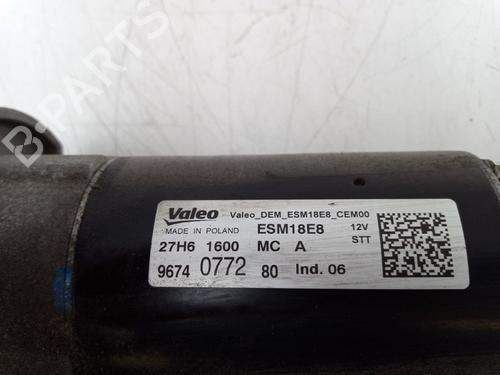 B-PARTS
Valeo Valeo_DEM_ESM18E8_CEM00
MADE IN POLAND ESM18E8 12V
27H6 1600 MC A STT
9674 0772 80 Ind. 06